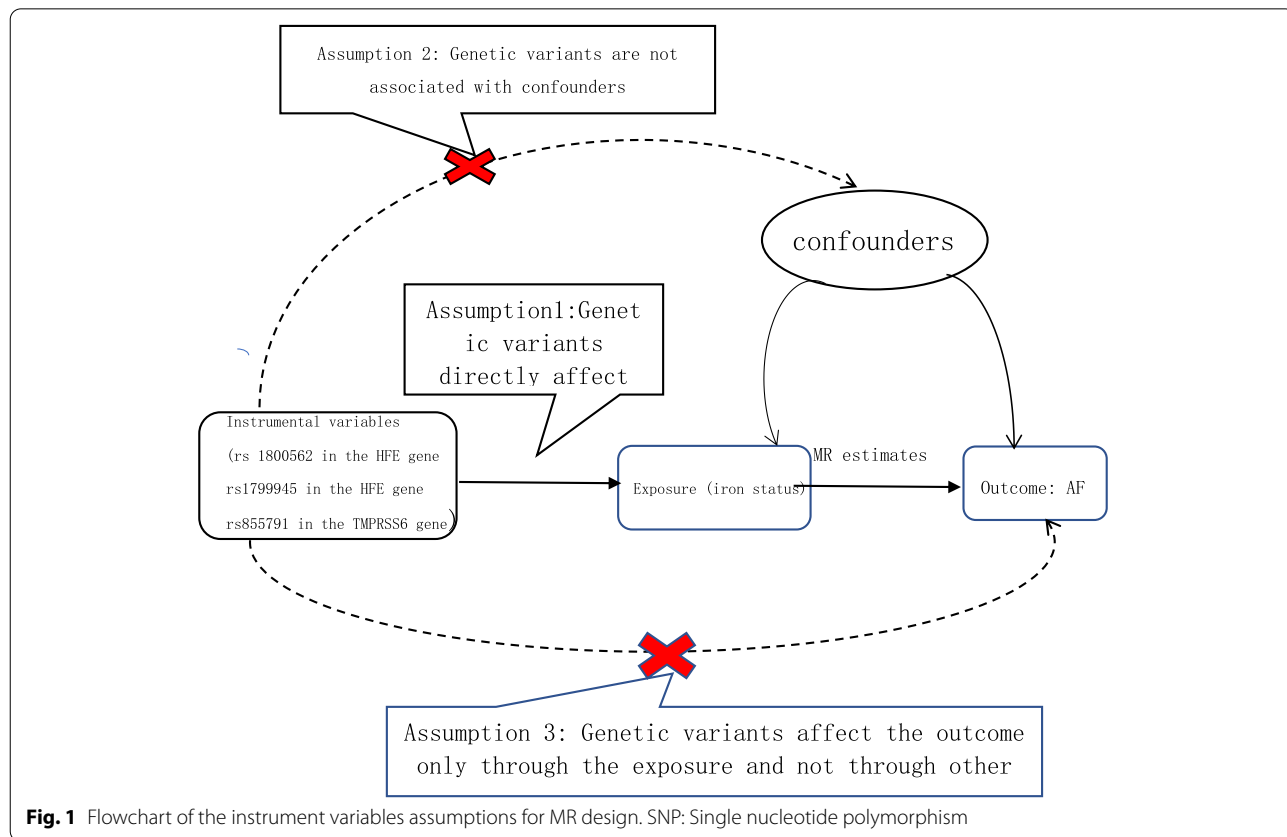 Assumption 2: Genetic variants are not
associated with confounders
confounders
Assumption1:Genet
ic variants
directly affect
Instrumental variables
(rs 1800562 in the HFE gene
rs1799945 in the HFE gene
rs855791 in the TMPRSS6 gene)
Exposure (iron status)
MR estimates
Outcome: AF
Assumption 3: Genetic variants affect the outcome
only through the exposure and not through other
Fig. 1 Flowchart of the instrument variables assumptions for MR design. SNP: Single nucleotide polymorphism